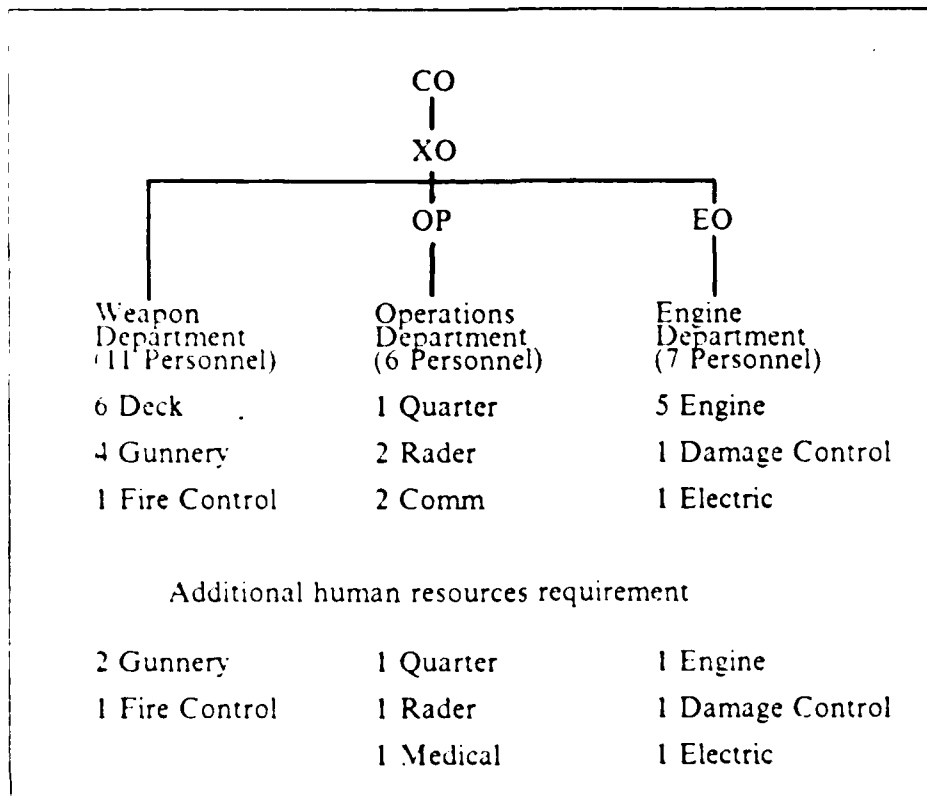 CO
XO
OP
EO
Weapon
Department
(11 Personnel)
6 Deck
4 Gunnery
1 Fire Control
Operations
Department
(6 Personnel)
1 Quarter
2 Rader
2 Comm
Engine
Department
(7 Personnel)
5 Engine
1 Damage Control
1 Electric
Additional human resources requirement
2 Gunnery
1 Fire Control
1 Quarter
1 Rader
1 Medical
1 Engine
1 Damage Control
1 Electric